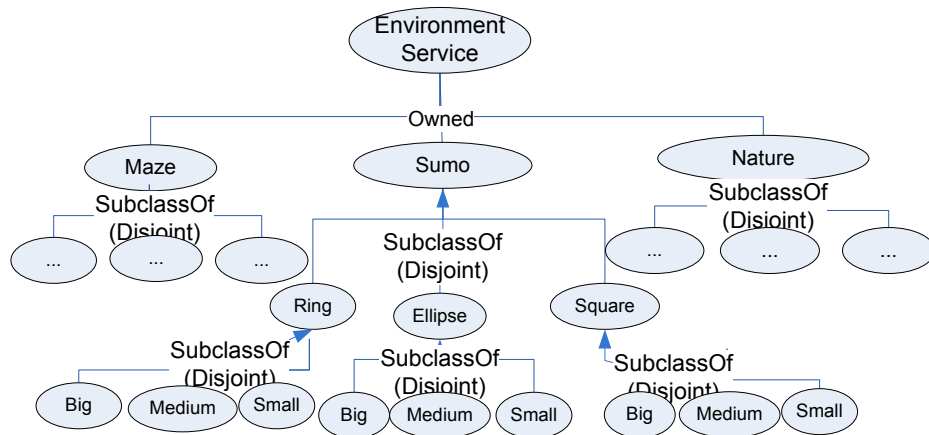 Environment
Service
Owned
Maze
Sumo
Nature
SubclassOf
(Disjoint)
...
...
...
SubclassOf
(Disjoint)
SubclassOf
(Disjoint)
...
...
...
Ring
Ellipse
Square
SubclassOf
(Disjoint)
Big
Medium
Small
SubclassOf
(Disjoint)
Big
Medium
Small
SubclassOf
(Disjoint)
Big
Medium
Small